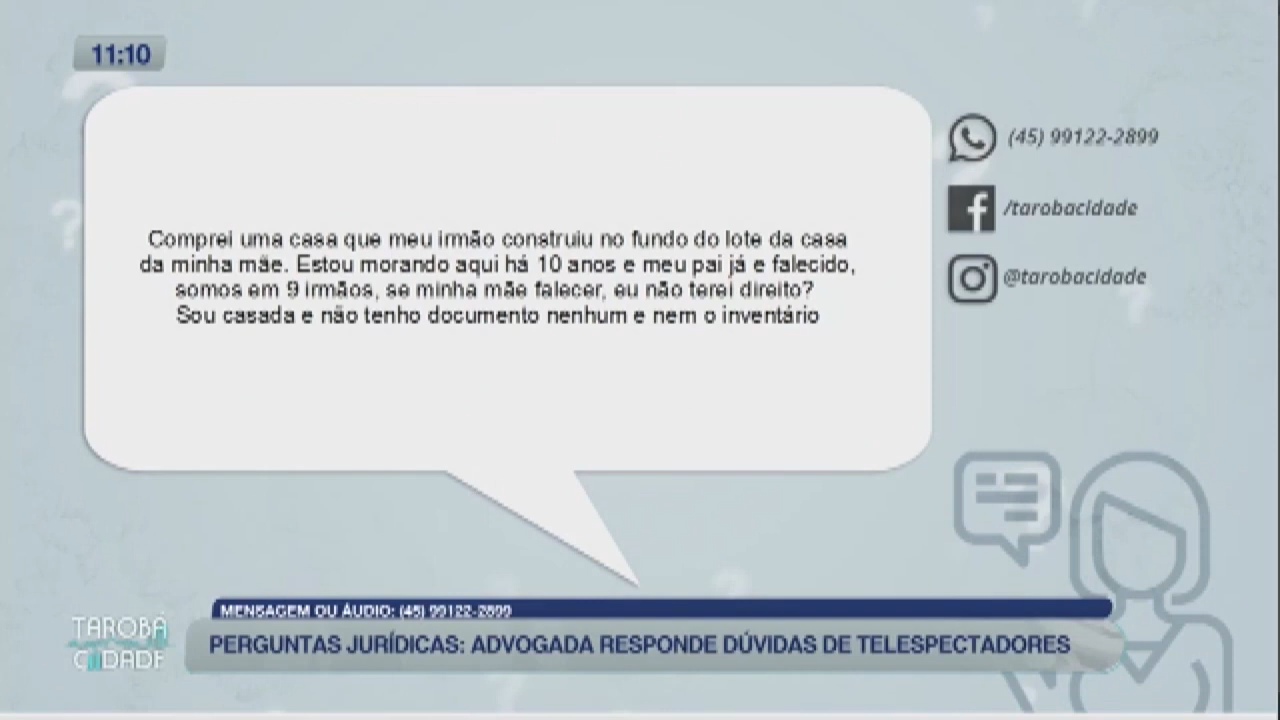 11:10
Comprei uma casa que meu irmão construiu no fundo do lote da casa
da minha mãe. Estou morando aqui há 10 anos e meu pai já e falecido,
somos em 9 irmãos, se minha mãe falecer, eu não terei direito?
Sou casada e não tenho documento nenhum e nem o inventário
(45) 99122-2899
/tarobacidade
@tarobacidade
MENSAGEM OU ÁUDIO: (45) 99122-2899
PERGUNTAS JURÍDICAS: ADVOGADA RESPONDE DÚVIDAS DE TELESPECTADORES
TAROBÁ
CIDADE